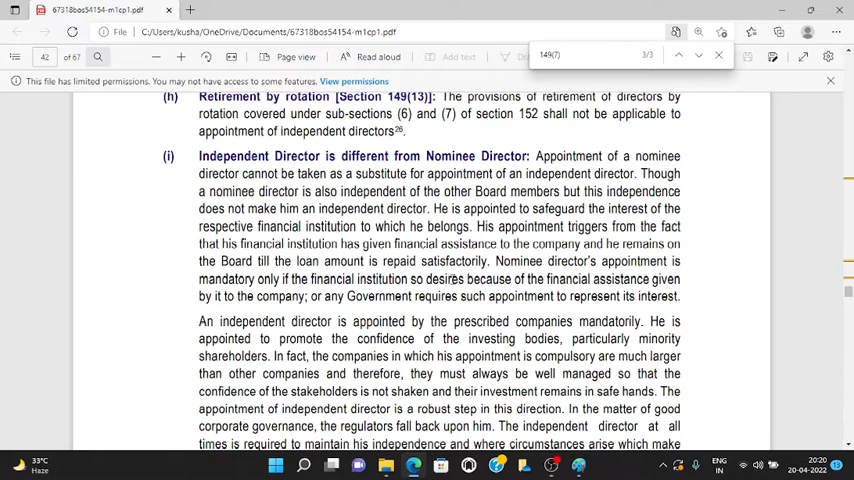 67318bos54154-m1cp1.pdf
File
C:/Users/kusha/OneDrive/Documents/67318bos54154-m1cp1.pdf
42 of 67
Page view
Read aloud
Add text
149(7)
3/3
This file has limited permissions. You may not have access to some features. View permissions
(h) Retirement by rotation [Section 149(13)]: The provisions of retirement of directors by
rotation covered under sub-sections (6) and (7) of section 152 shall not be applicable to
appointment of independent directors26.
(i) Independent Director is different from Nominee Director: Appointment of a nominee
director cannot be taken as a substitute for appointment of an independent director. Though
a nominee director is also independent of the other Board members but this independence
does not make him an independent director. He is appointed to safeguard the interest of the
respective financial institution to which he belongs. His appointment triggers from the fact
that his financial institution has given financial assistance to the company and he remains on
the Board till the loan amount is repaid satisfactorily. Nominee director's appointment is
mandatory only if the financial institution so desires because of the financial assistance given
by it to the company; or any Government requires such appointment to represent its interest.
An independent director is appointed by the prescribed companies mandatorily. He is
appointed to promote the confidence of the investing bodies, particularly minority
shareholders. In fact, the companies in which his appointment is compulsory are much larger
than other companies and therefore, they must always be well managed so that the
confidence of the stakeholders is not shaken and their investment remains in safe hands. The
appointment of independent director is a robust step in this direction. In the matter of good
corporate governance, the regulators fall back upon him. The independent director at all
times is required to maintain his independence and where circumstances arise which make
33°C
Haze
ENG
IN
20:20
20-04-2022
13